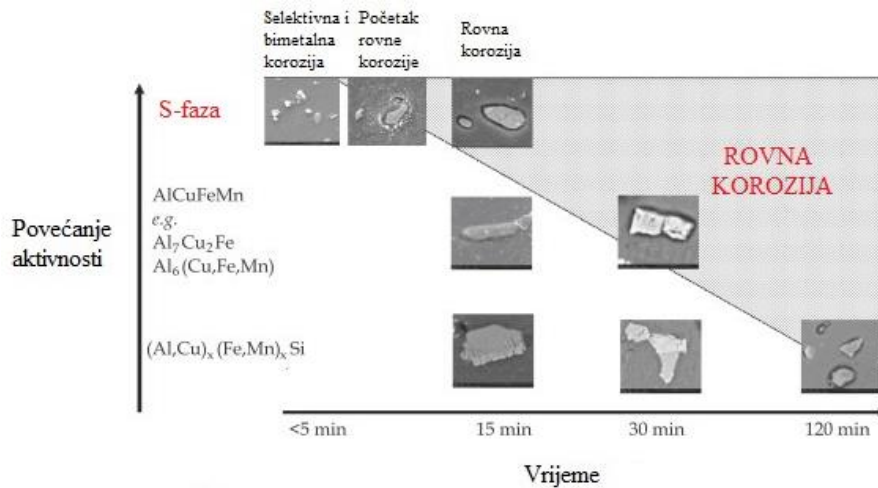 Selektivna i
bimetalna
korozija
Početak
rovne
korozije
Rovna
korozija
S-faza
ROVNA
KOROZIJA
AlCuFeMn
e.g.
Al₇Cu₂Fe
Al₆(Cu,Fe,Mn)
Povećanje
aktivnosti
(Al,Cu)ₓ(Fe,Mn)ₓSi
<5 min
15 min
30 min
120 min
Vrijeme